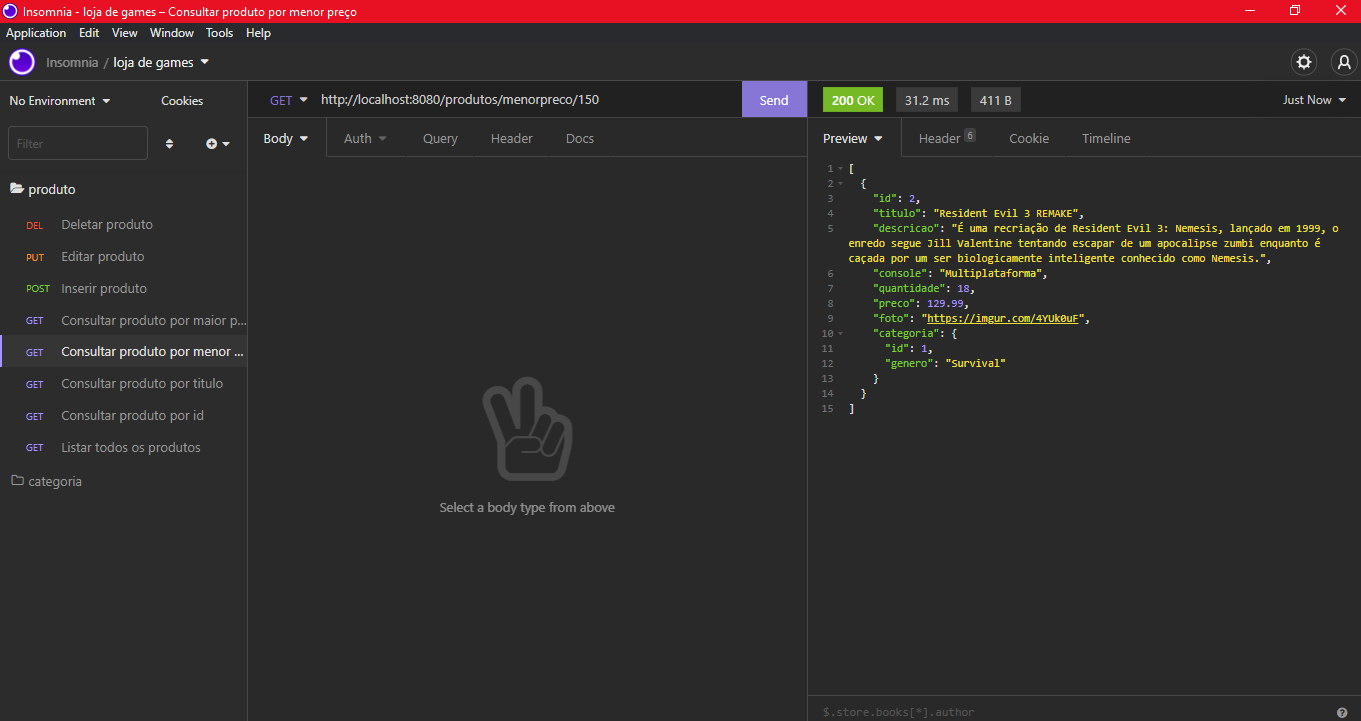 Insomnia - loja de games – Consultar produto por menor preço
Application Edit View Window Tools Help
Insomnia / loja de games
No Environment Cookies
Filter
produto
DEL Deletar produto
PUT Editar produto
POST Inserir produto
GET Consultar produto por maior p...
GET Consultar produto por menor ...
GET Consultar produto por titulo
GET Consultar produto por id
GET Listar todos os produtos
categoria
GET http://localhost:8080/produtos/menorpreco/150 Send
Body Auth Query Header Docs
Select a body type from above
200 OK 31.2 ms 411 B Just Now
Preview Header 6 Cookie Timeline
1 [
2 {
3 "id": 2,
4 "titulo": "Resident Evil 3 REMAKE",
5 "descricao": "É uma recriação de Resident Evil 3: Nemesis, lançado em 1999, o
enredo segue Jill Valentine tentando escapar de um apocalipse zumbi enquanto é
caçada por um ser biologicamente inteligente conhecido como Nemesis.",
6 "console": "Multiplataforma",
7 "quantidade": 18,
8 "preco": 129.99,
9 "foto": "https://imgur.com/4YUk0uF",
10 "categoria": {
11 "id": 1,
12 "genero": "Survival"
13 }
14 }
15 ]
$.store.books[*].author